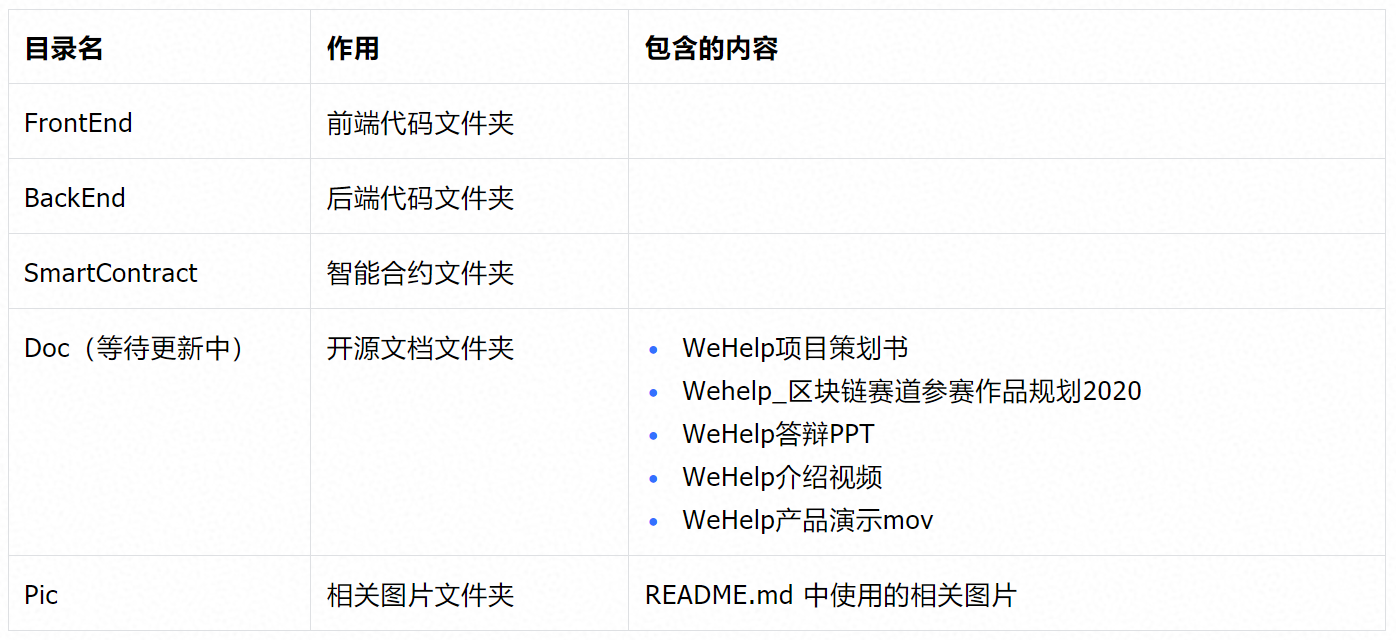 目录名 作用 包含的内容
FrontEnd 前端代码文件夹
BackEnd 后端代码文件夹
SmartContract 智能合约文件夹
Doc（等待更新中） 开源文档文件夹 WeHelp项目策划书
Wehelp_区块链赛道参赛作品规划2020
WeHelp答辩PPT
WeHelp介绍视频
WeHelp产品演示mov
Pic 相关图片文件夹 README.md 中使用的相关图片